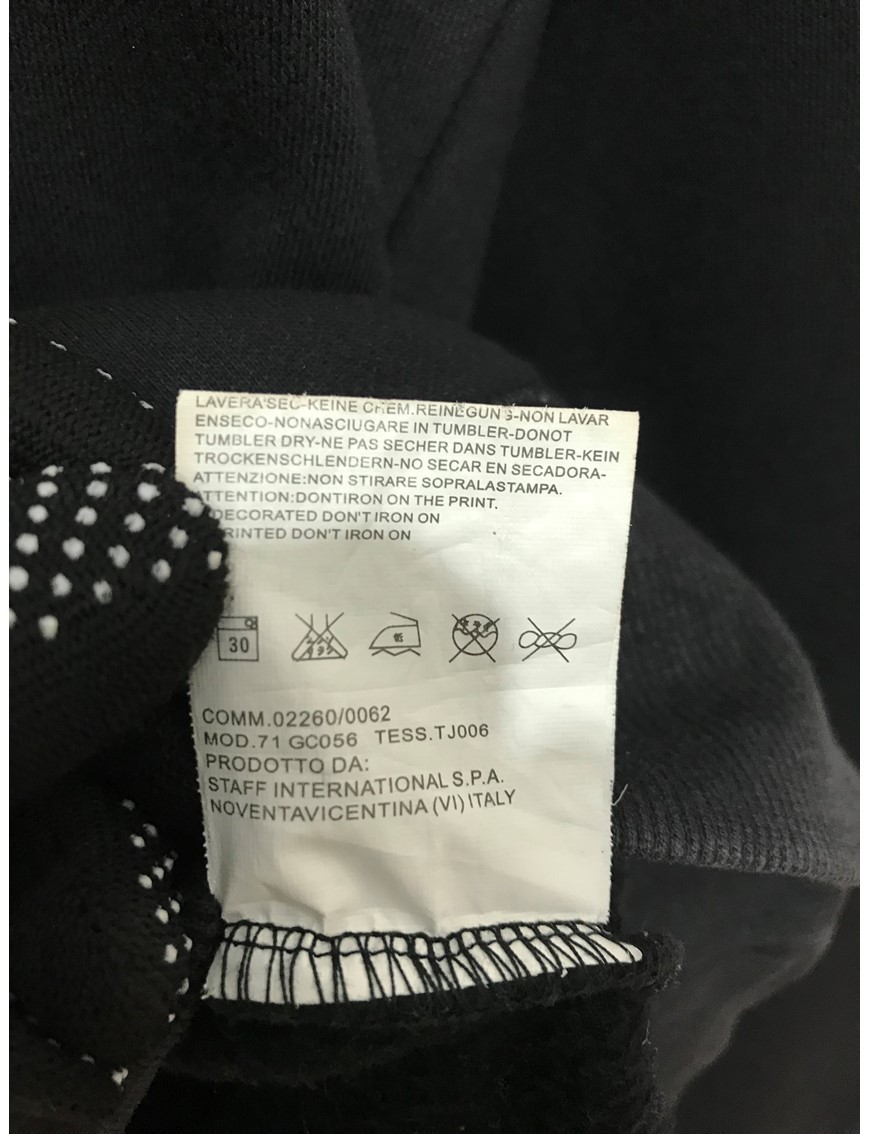 LAVERA'SEC-KEINE CHEM.REINEGUNG-NON LAVAR
ENSECO-NONASCIUGARE IN TUMBLER-DONOT
TUMBLER DRY-NE PAS SECHER DANS TUMBLER-KEIN
TROCKENSCHLENDERN-NO SECAR EN SECADORA-
ATTENZIONE:NON STIRARE SOPRALASTAMPA.
ATTENTION:DONTIRON ON THE PRINT.
DECORATED DON'T IRON ON
PRINTED DON'T IRON ON
30
COMM.02260/0062
MOD.71 GC056 TESS.TJ006
PRODOTTO DA:
STAFF INTERNATIONAL S.P.A.
NOVENTAVICENTINA (VI) ITALY